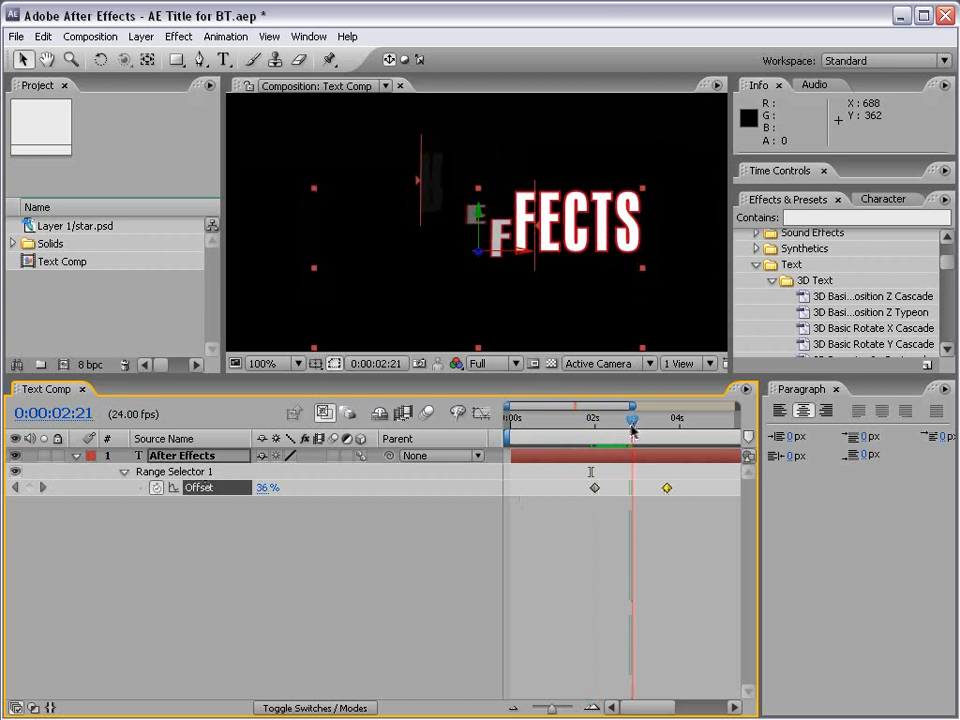 Adobe After Effects - AE Title for BT.aep *
File Edit Composition Layer Effect Animation View Window Help
Workspace: Standard
Project
Composition: Text Comp
Info Audio
R: X: 688
G: Y: 362
B:
A: 0
Time Controls
Effects & Presets Character
Contains:
Sound Effects
Synthetics
Text
3D Text
3D Basi...osition Z Cascade
3D Basi...osition Z Typeon
3D Basic Rotate X Cascade
3D Basic Rotate Y Cascade
Name
Layer 1/star.psd
Solids
Text Comp
8 bpc
E F FECTS
100% 0:00:02:21 Full Active Camera 1 View
Text Comp
0:00:02:21 (24.00 fps)
:00s 02s 04s
# Source Name Parent
1 T After Effects None
Range Selector 1
Offset 36 %
Toggle Switches / Modes
Paragraph
0 px 0 px 0 px
0 px 0 px